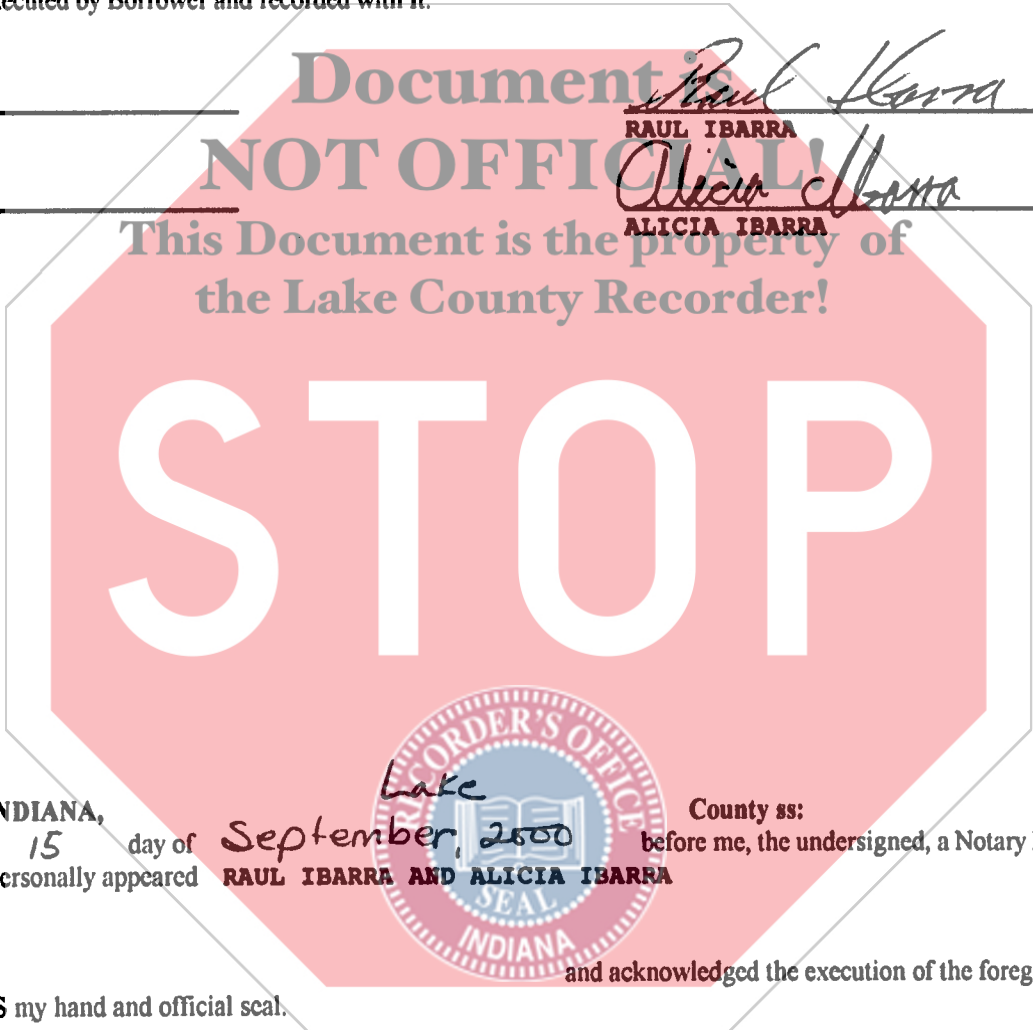 ecuted by Borrower and recorded with it.
Document is
Raul Ibarra
RAUL IBARRA
NOT OFFICIAL!
Alicia Ibarra
ALICIA IBARRA
This Document is the property of
the Lake County Recorder!
STOP
RECORDER'S OFFICE
Lake
NDIANA, County ss:
15 day of September, 2000 before me, the undersigned, a Notary
ersonally appeared RAUL IBARRA AND ALICIA IBARRA
SEAL
INDIANA
and acknowledged the execution of the foreg
S my hand and official seal.